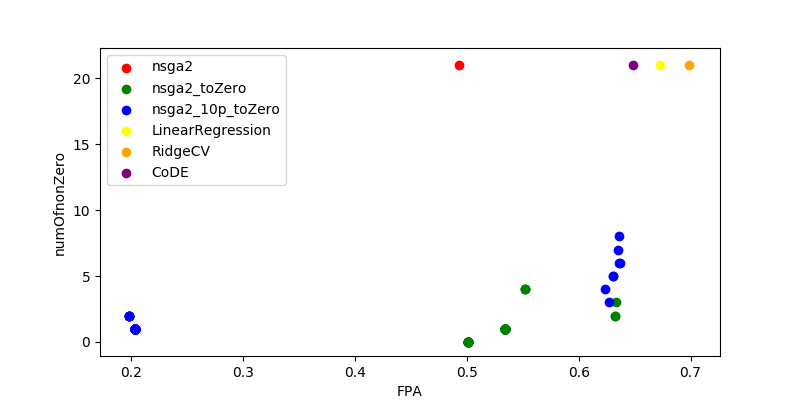 nsga2
nsga2_toZero
nsga2_10p_toZero
LinearRegression
RidgeCV
CoDE
numOfnonZero
20
15
10
5
0
0.2 0.3 0.4 0.5 0.6 0.7
FPA